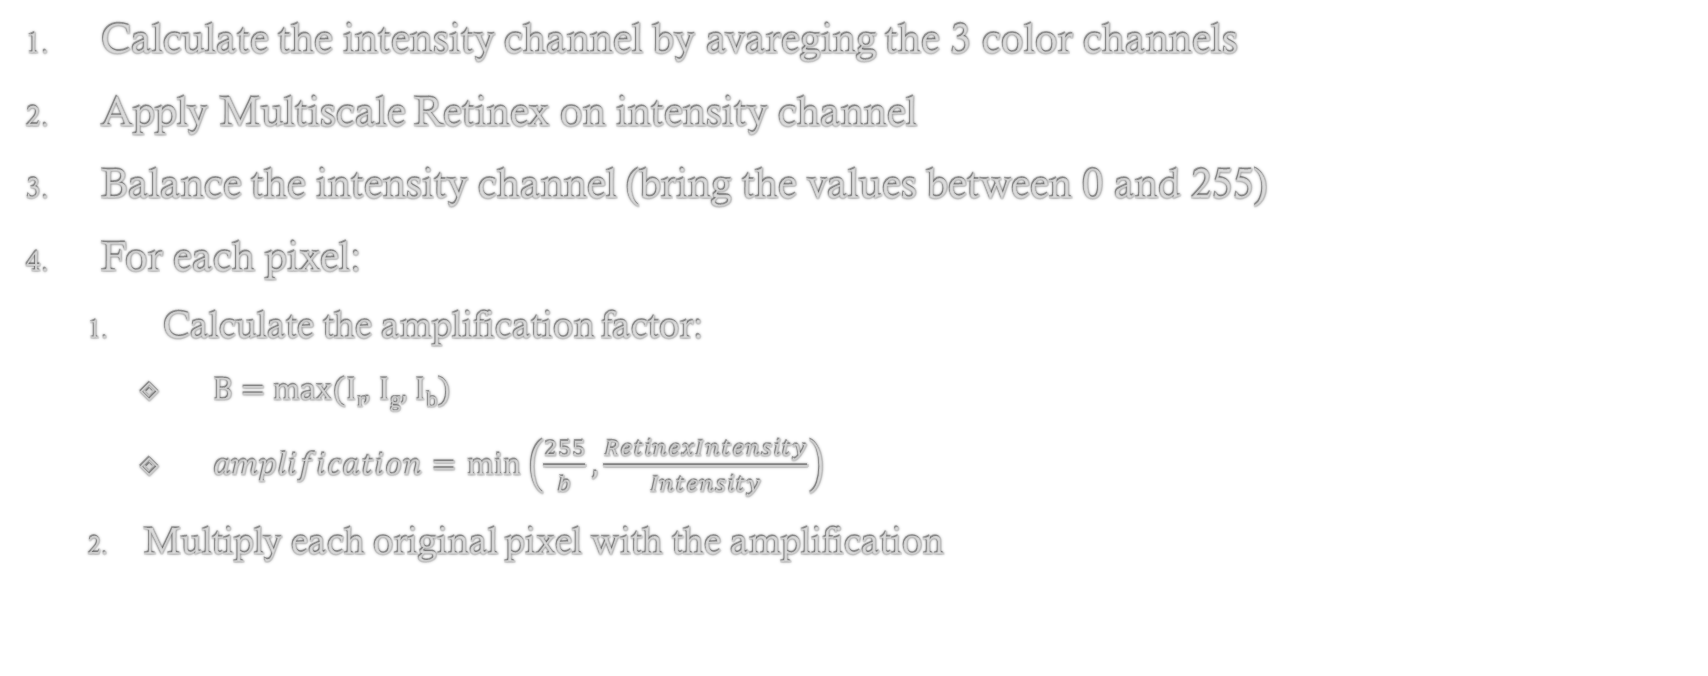 1. Calculate the intensity channel by avareging the 3 color channels
2. Apply Multiscale Retinex on intensity channel
3. Balance the intensity channel (bring the values between 0 and 255)
4. For each pixel:
1. Calculate the amplification factor:
◈ B = max(Iᵣ, I_g, I_b)
◈ amplification = min (255/b, RetinexIntensity/Intensity)
2. Multiply each original pixel with the amplification